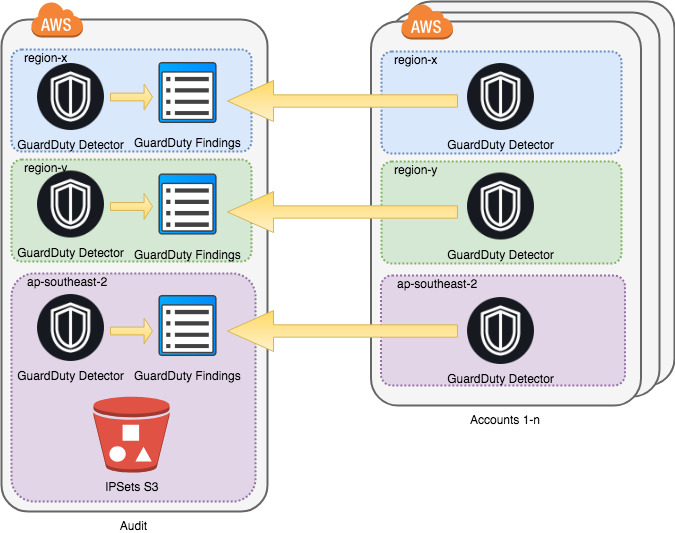 AWS
region-x
GuardDuty Detector
GuardDuty Findings
region-y
GuardDuty Detector
GuardDuty Findings
ap-southeast-2
GuardDuty Detector
GuardDuty Findings
IPSets S3
Audit
AWS
region-x
GuardDuty Detector
region-y
GuardDuty Detector
ap-southeast-2
GuardDuty Detector
Accounts 1-n